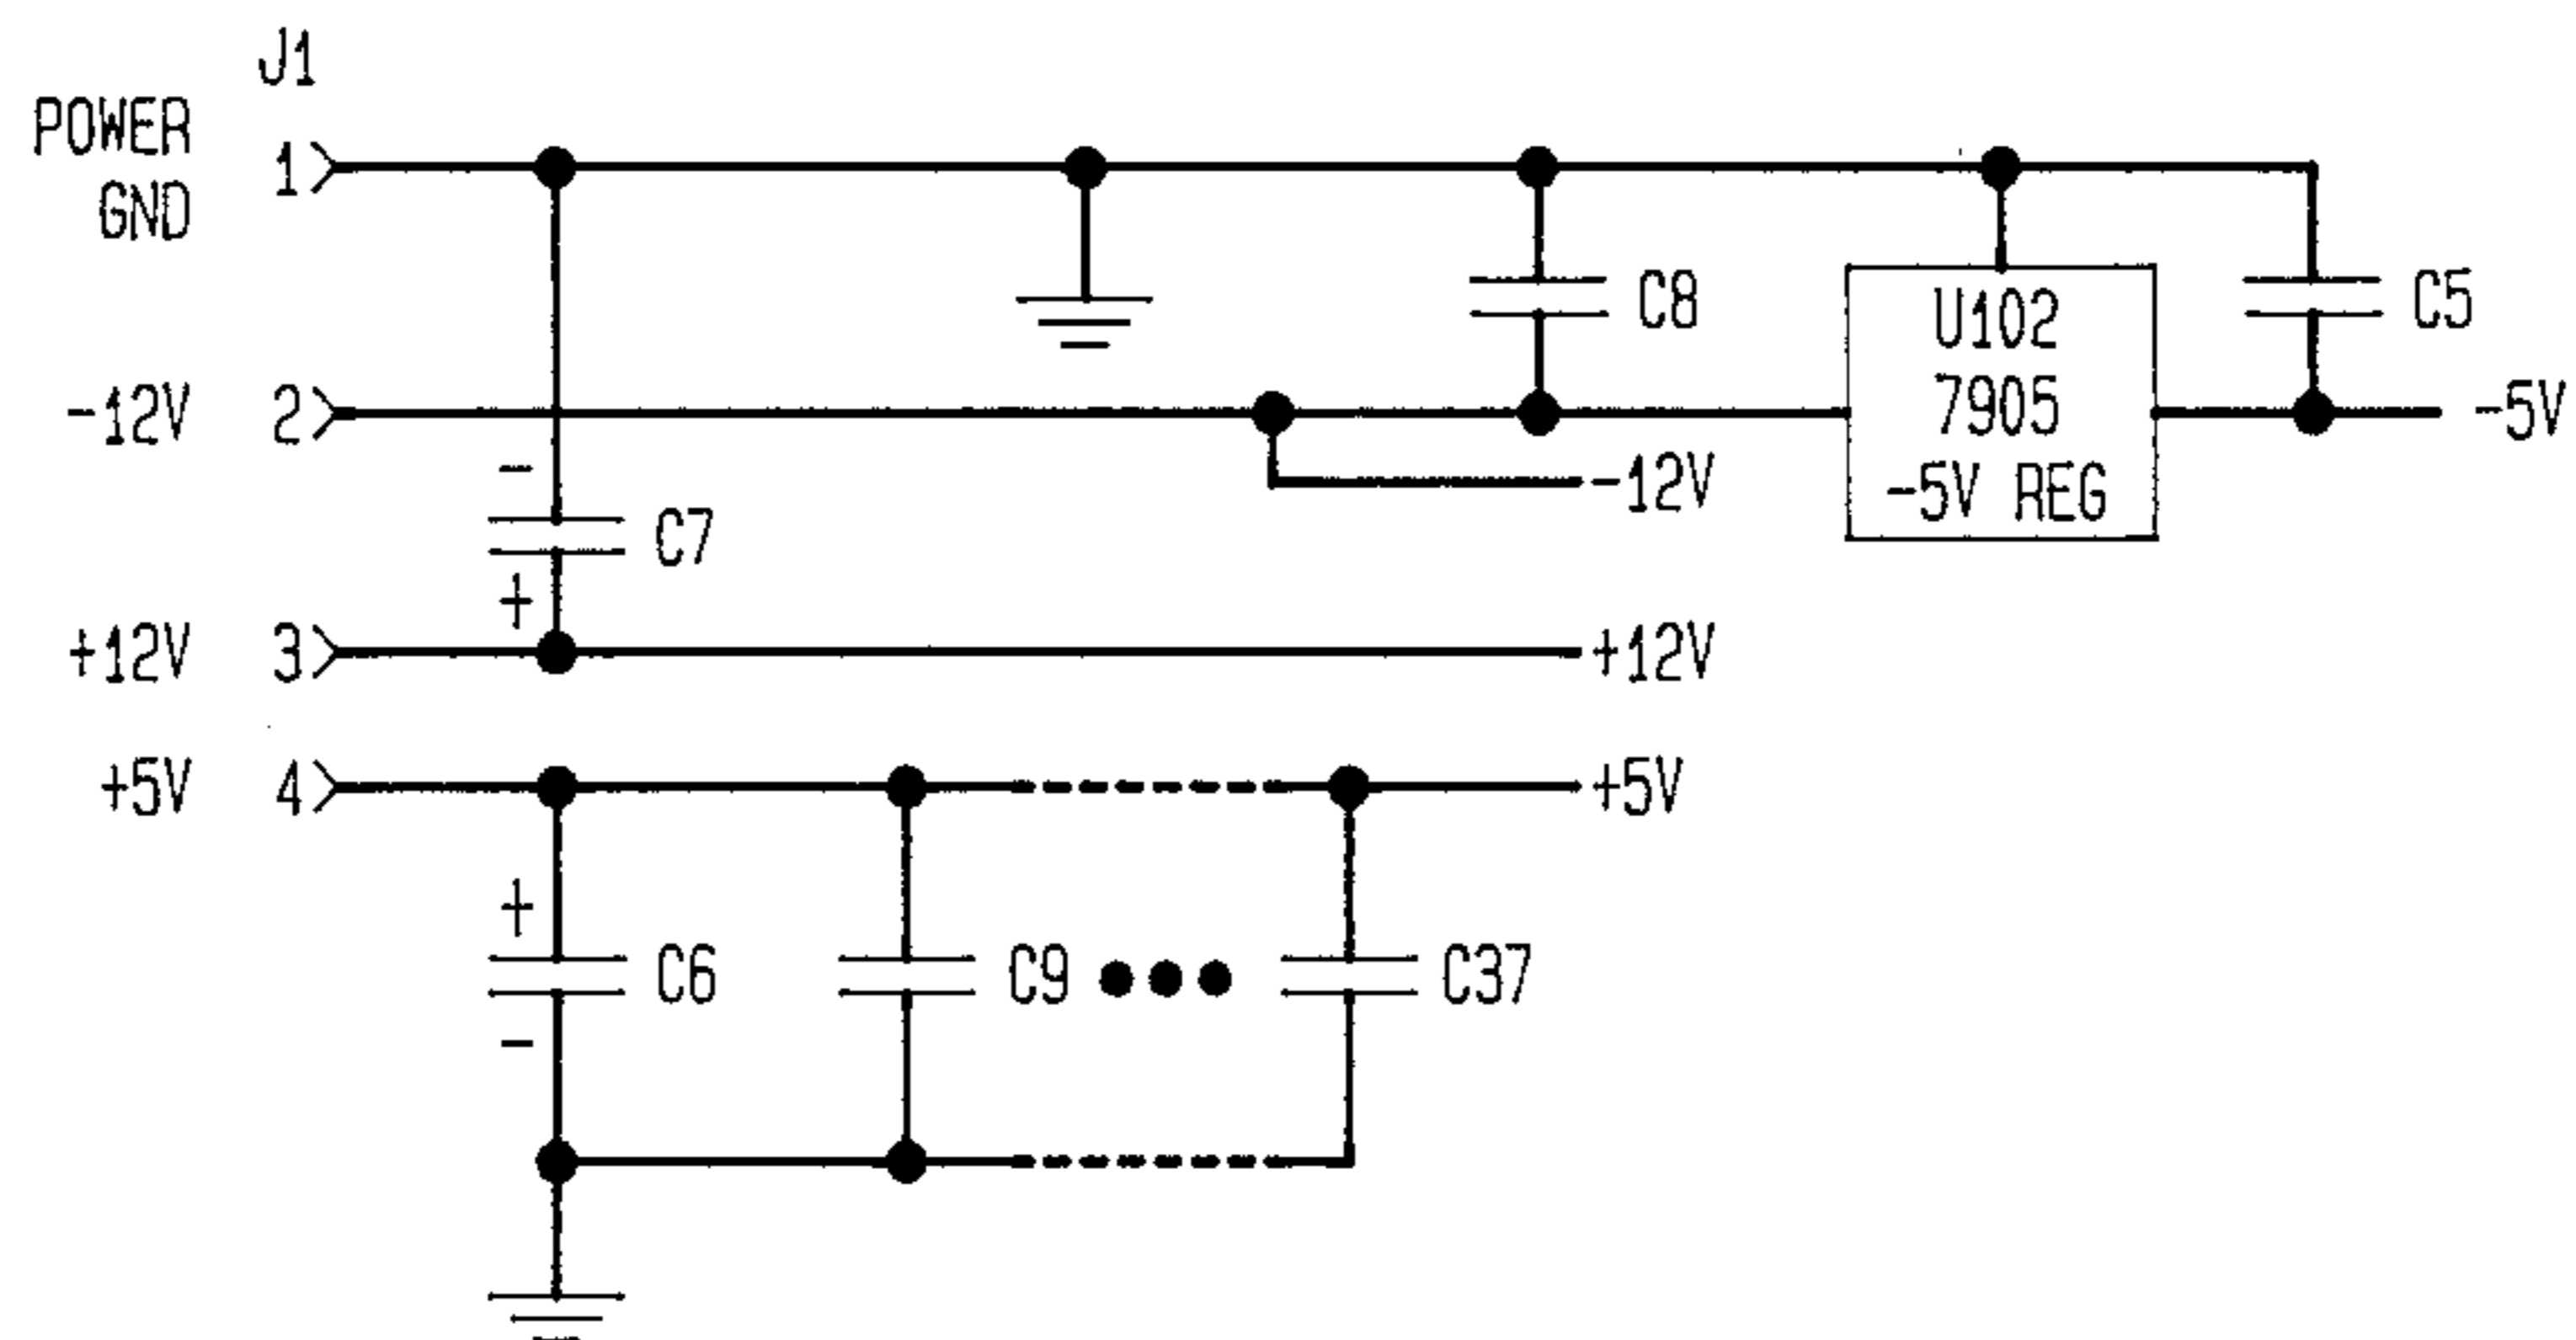 J1
POWER
GND
1
C8
U102
7905
-5V REG
C5
-12V
2
-5V
-12V
-
C7
+
+12V
3
+12V
+5V
4
+5V
+
C6
C9
C37
-